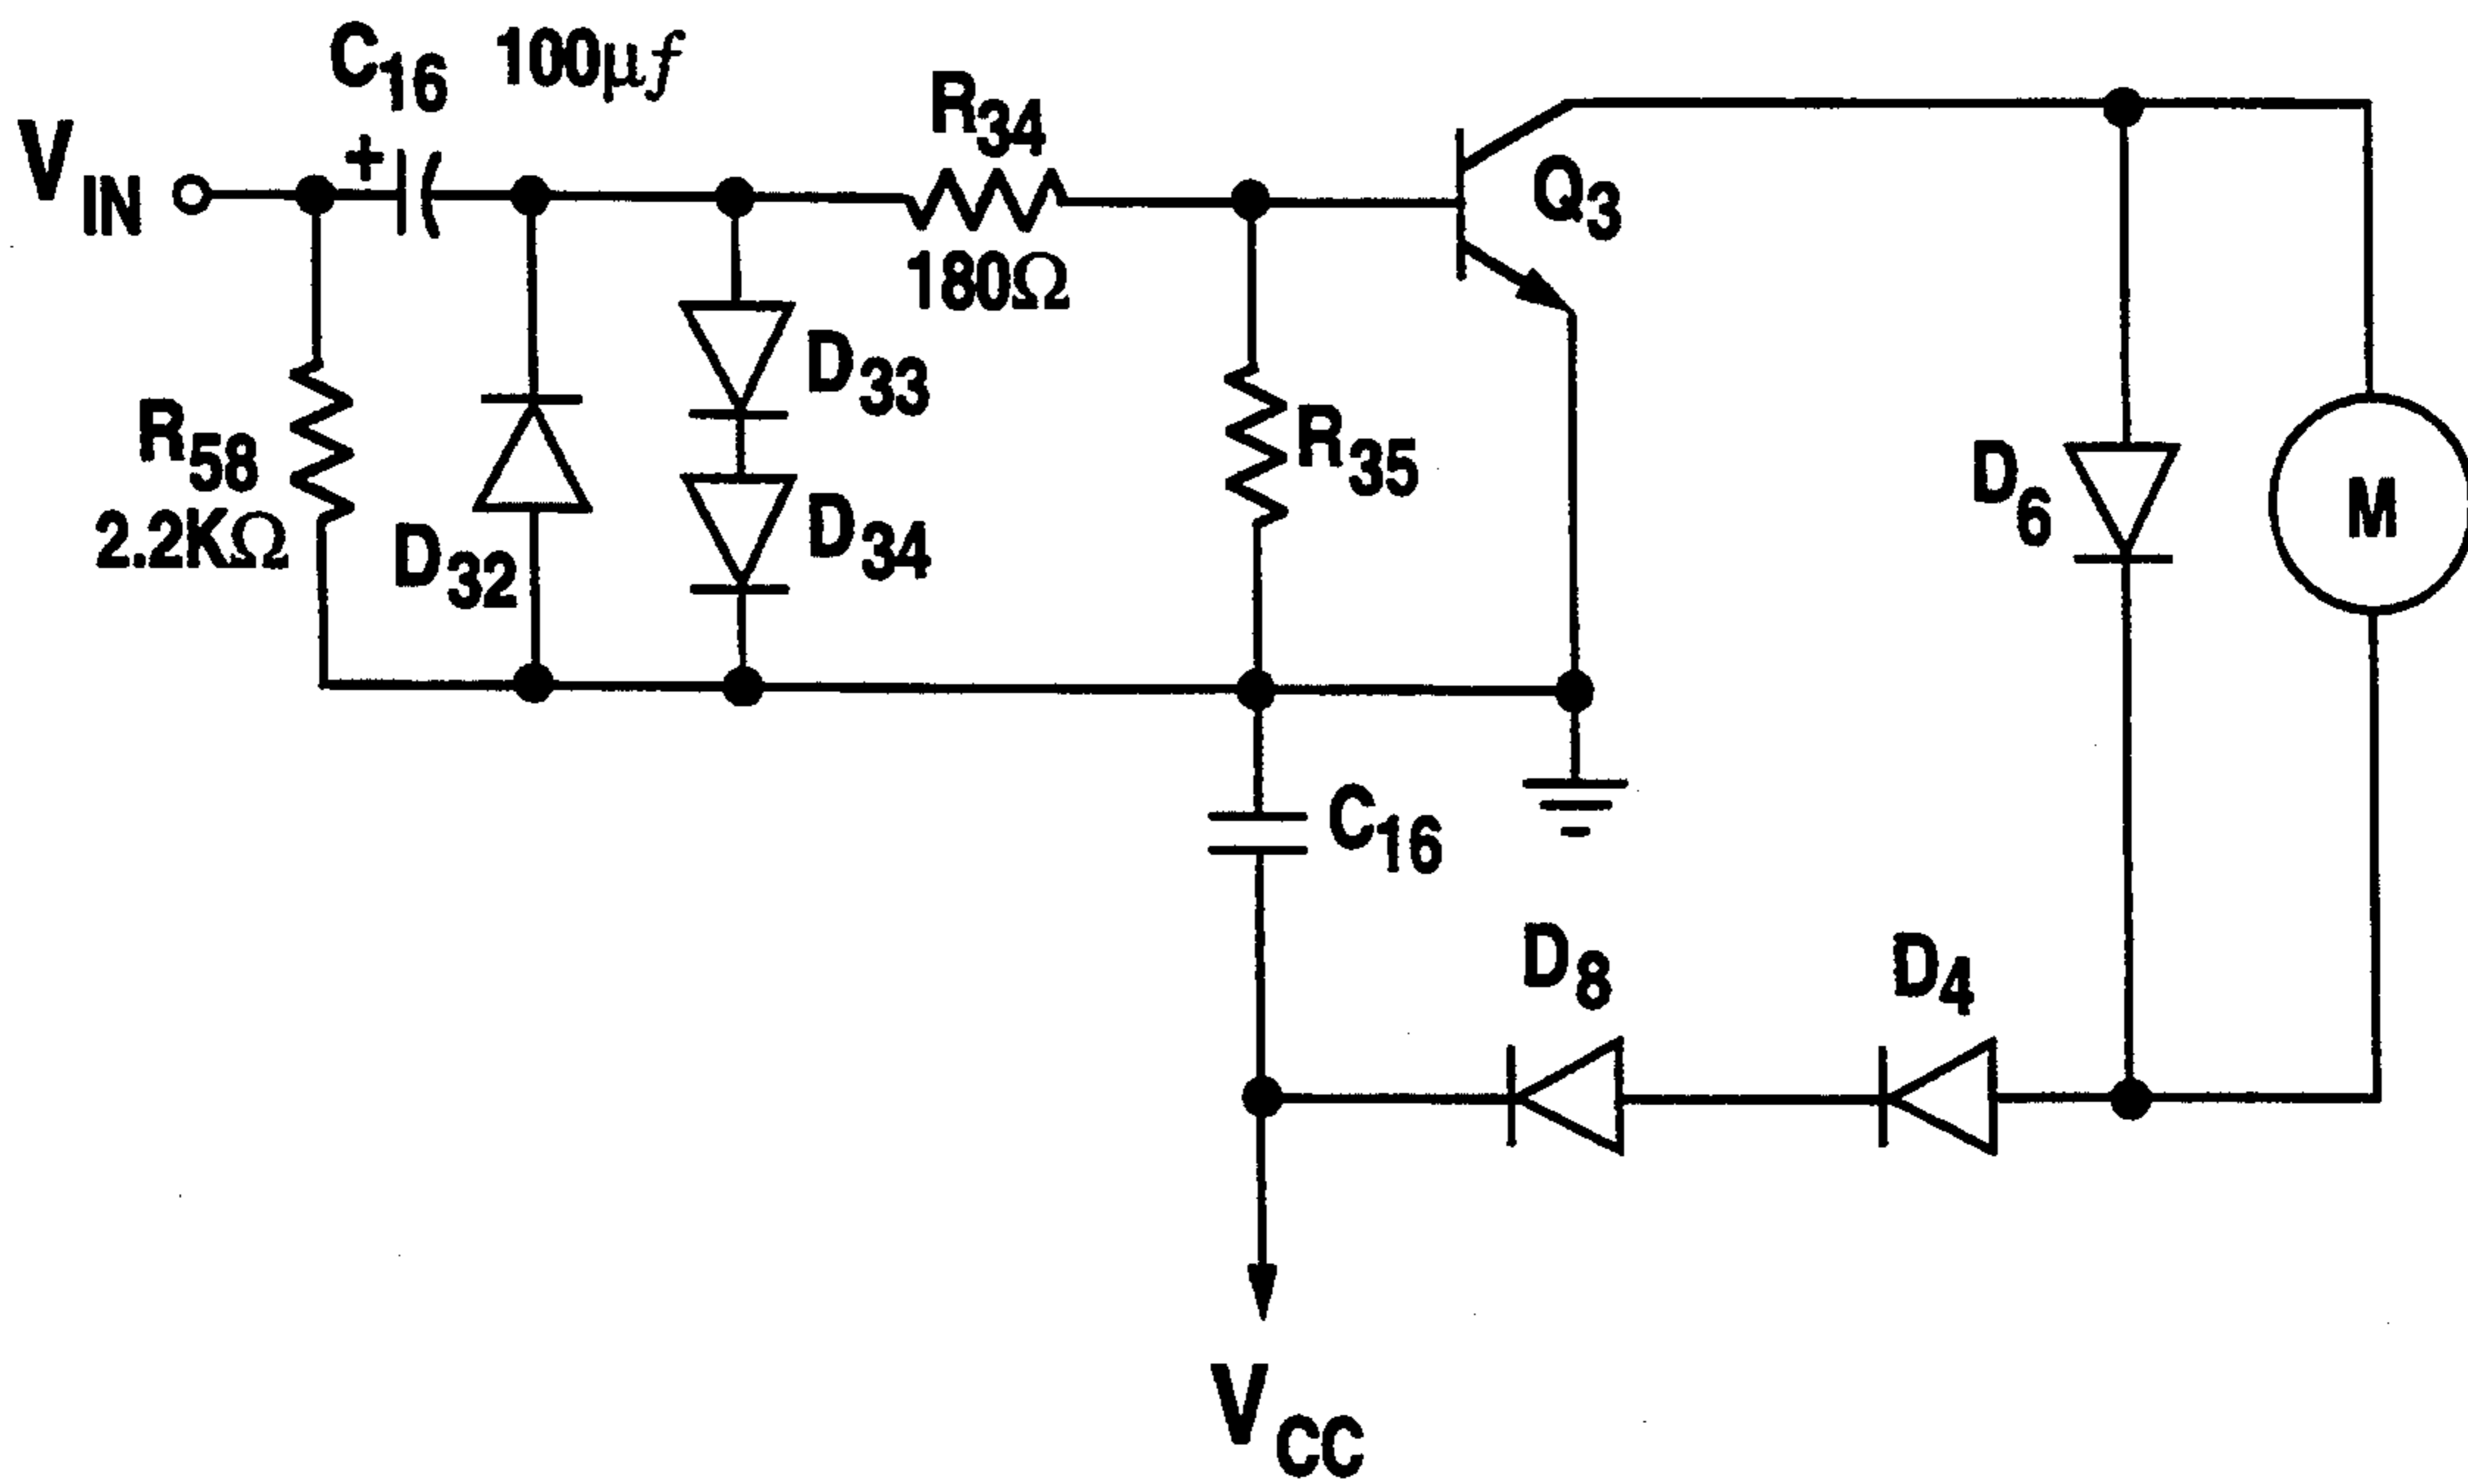 C16 100µf
VIN
+
R34
180Ω
Q3
R58
2.2KΩ
D32
D33
D34
R35
D6
M
C16
D8
D4
VCC